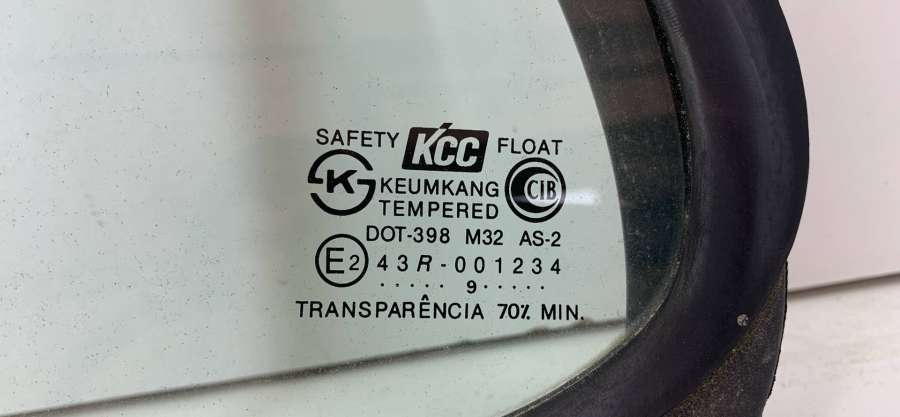 SAFETY KCC FLOAT
K KEUMKANG CIB
TEMPERED
DOT-398 M32 AS-2
E2 43R-001234
.....9.....
TRANSPARÊNCIA 70% MIN.